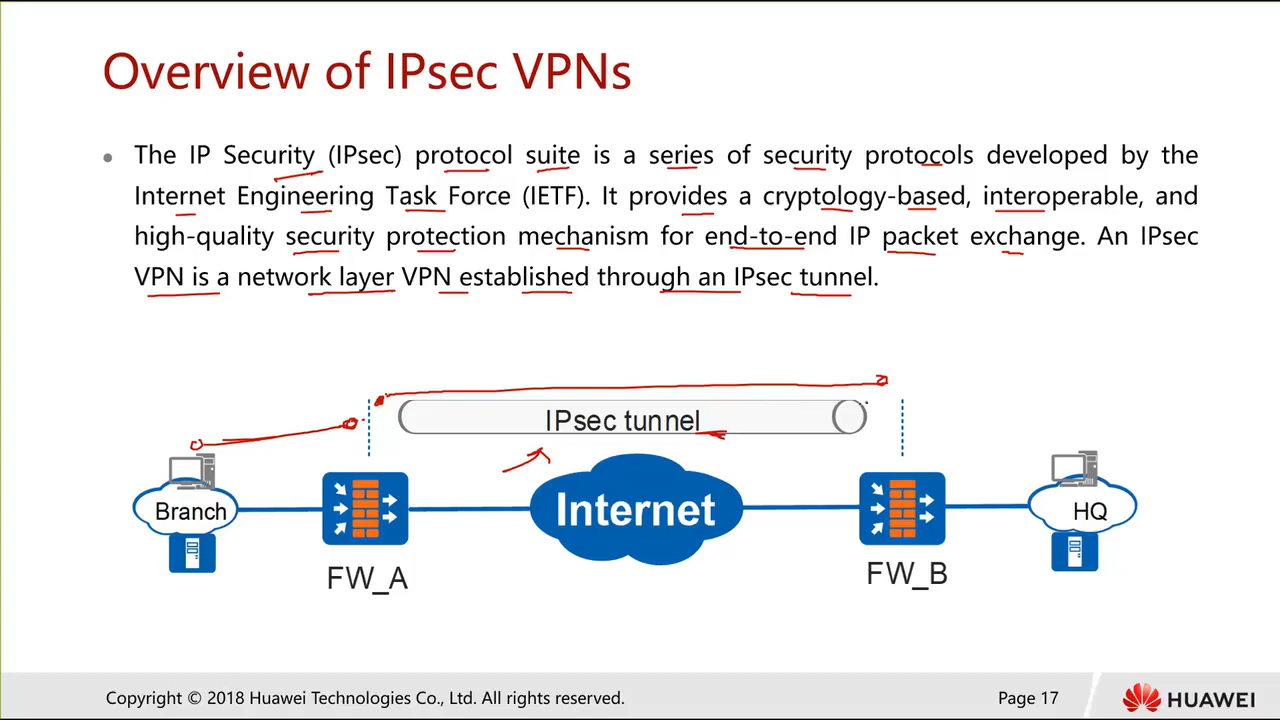 Overview of IPsec VPNs
• The IP Security (IPsec) protocol suite is a series of security protocols developed by the
Internet Engineering Task Force (IETF). It provides a cryptology-based, interoperable, and
high-quality security protection mechanism for end-to-end IP packet exchange. An IPsec
VPN is a network layer VPN established through an IPsec tunnel.
IPsec tunnel
Branch
Internet
HQ
FW_A
FW_B
Copyright © 2018 Huawei Technologies Co., Ltd. All rights reserved.
Page 17
HUAWEI